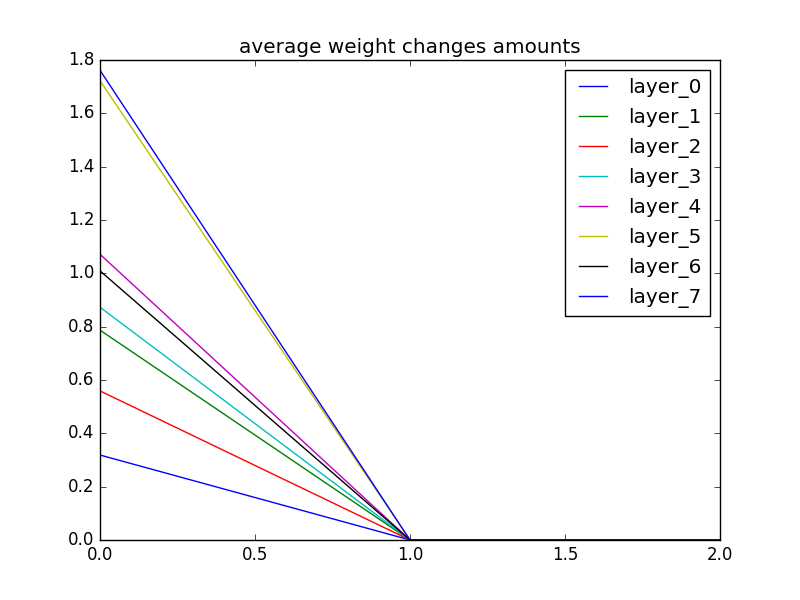 average weight changes amounts
1.8
1.6
1.4
1.2
1.0
0.8
0.6
0.4
0.2
0.0
0.0 0.5 1.0 1.5 2.0
layer_0
layer_1
layer_2
layer_3
layer_4
layer_5
layer_6
layer_7